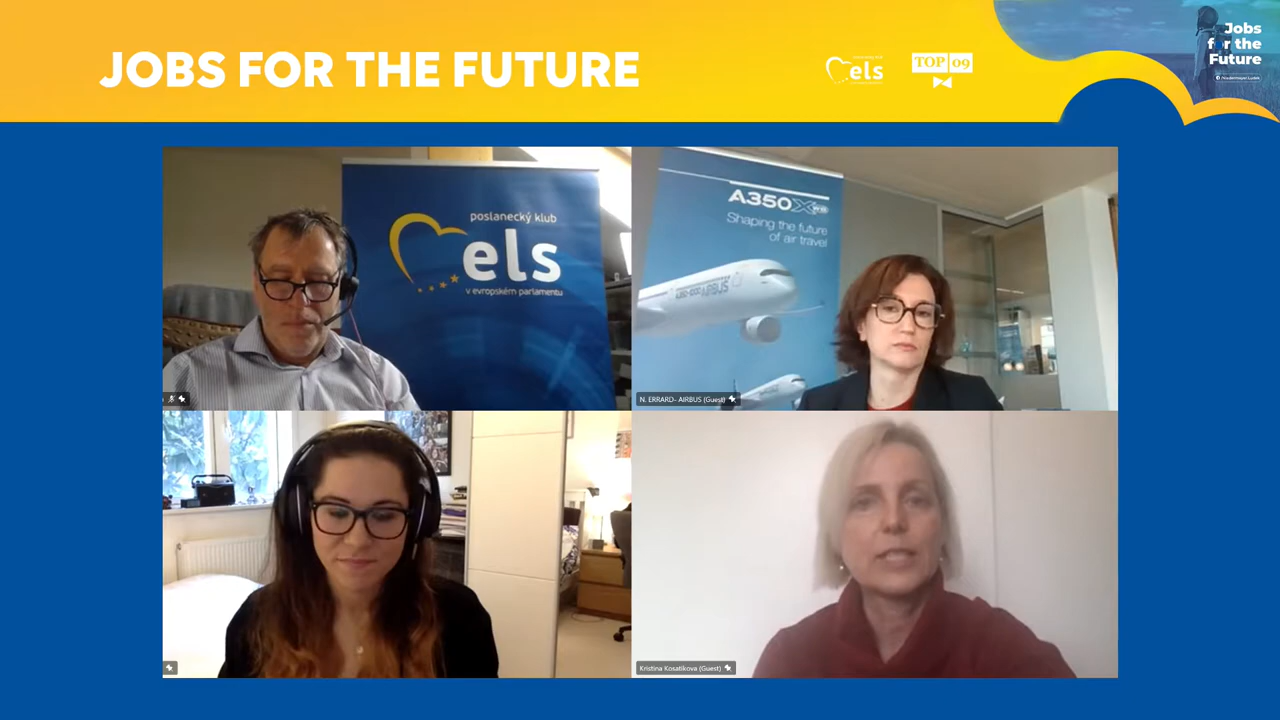 JOBS FOR THE FUTURE
els
TOP 09
Jobs
for the
Future
poslanecký klub
els
v evropském parlamentu
A350 XWB
Shaping the future
of air travel
AIRBUS
N. ERRARD- AIRBUS (Guest)
Kristina Kosatikova (Guest)